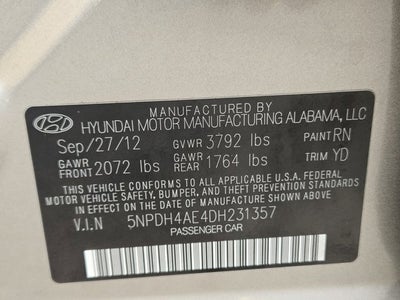 MANUFACTURED BY
HYUNDAI MOTOR MANUFACTURING ALABAMA, LLC
Sep/27/12 GVWR 3792 lbs PAINT RN
GAWR FRONT 2072 lbs GAWR REAR 1764 lbs TRIM YD
THIS VEHICLE CONFORMS TO ALL APPLICABLE U.S.A. FEDERAL
MOTOR VEHICLE SAFETY, BUMPER, AND THEFT PREVENTION
STANDARDS IN EFFECT ON THE DATE OF MANUFACTURE SHOWN ABOVE.
V.I.N 5NPDH4AE4DH231357
PASSENGER CAR